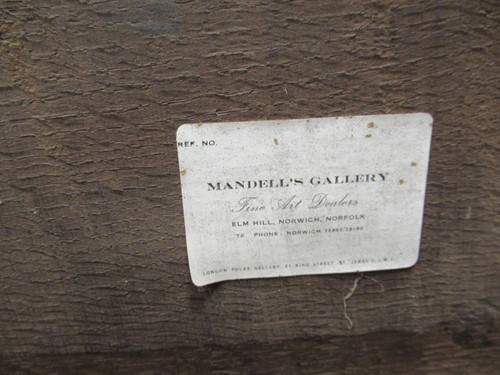 REF. NO.
MANDELL'S GALLERY
Fine Art Dealers
ELM HILL, NORWICH, NORFOLK
PHONE: NORWICH
LONDON GALLERY, KING STREET, ST. JAMES